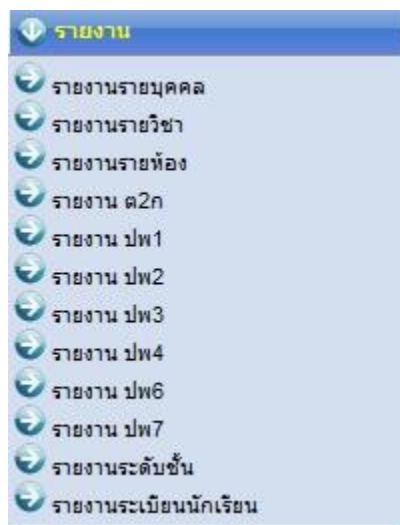 รายงาน
รายงานรายบุคคล
รายงานรายวิชา
รายงานรายห้อง
รายงาน ต2ก
รายงาน ปพ1
รายงาน ปพ2
รายงาน ปพ3
รายงาน ปพ4
รายงาน ปพ6
รายงาน ปพ7
รายงานระดับชั้น
รายงานระเบียนนักเรียน